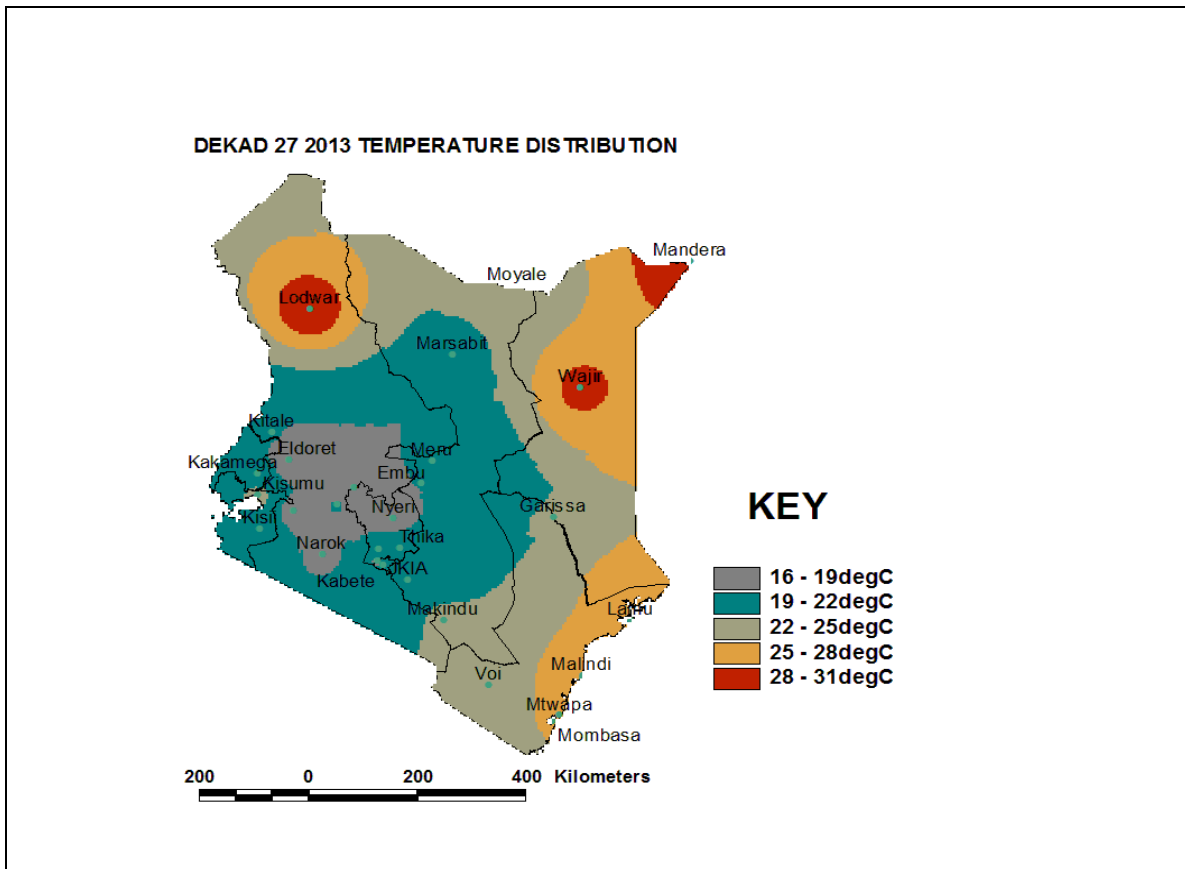 DEKAD 27 2013 TEMPERATURE DISTRIBUTION
Mandera
Moyale
Lodwar
Marsabit
Wajir
Kitale
Eldoret
Meru
Kakamega
Embu
Kisumu
Garissa
Nyeri
Kisii
Thika
Narok
JKIA
Kabete
Makindu
Lamu
Malindi
Voi
Mtwapa
Mombasa
KEY
16 - 19degC
19 - 22degC
22 - 25degC
25 - 28degC
28 - 31degC
200 0 200 400 Kilometers